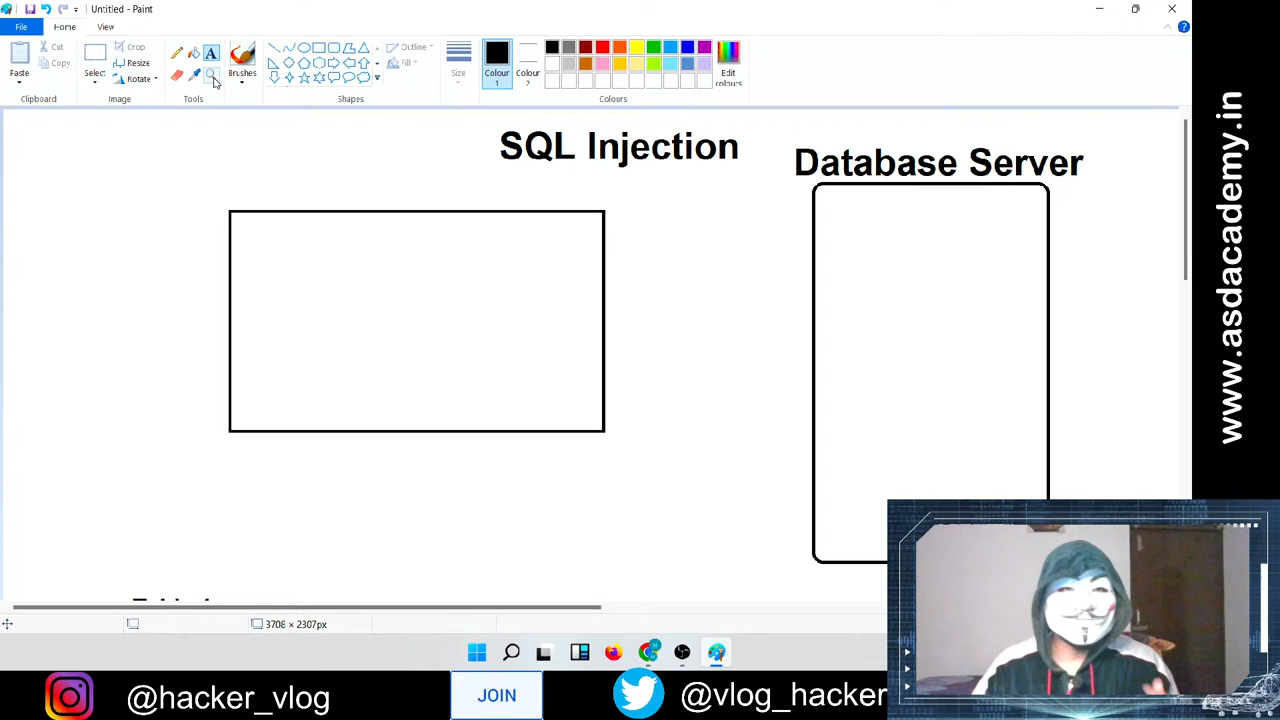 Untitled - Paint
File
Home
View
Paste
Cut
Copy
Clipboard
Select
Crop
Resize
Rotate
Image
A
Tools
Brushes
Shapes
Outline
Fill
Size
Colour
1
Colour
2
Edit
colours
Colours
SQL Injection
Database Server
3708 × 2307px
www.asdacademy.in
@hacker_vlog
JOIN
@vlog_hacker